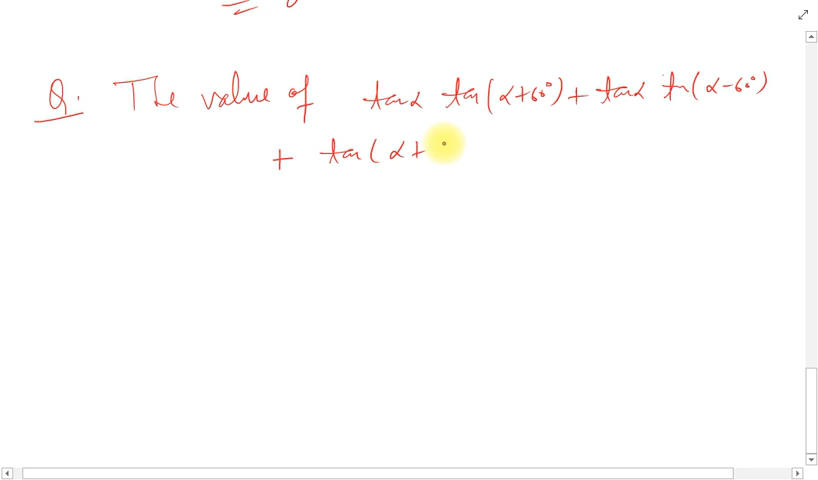 Q. The value of tanα tan(α+60°) + tanα tan(α-60°)
+ tan(α+